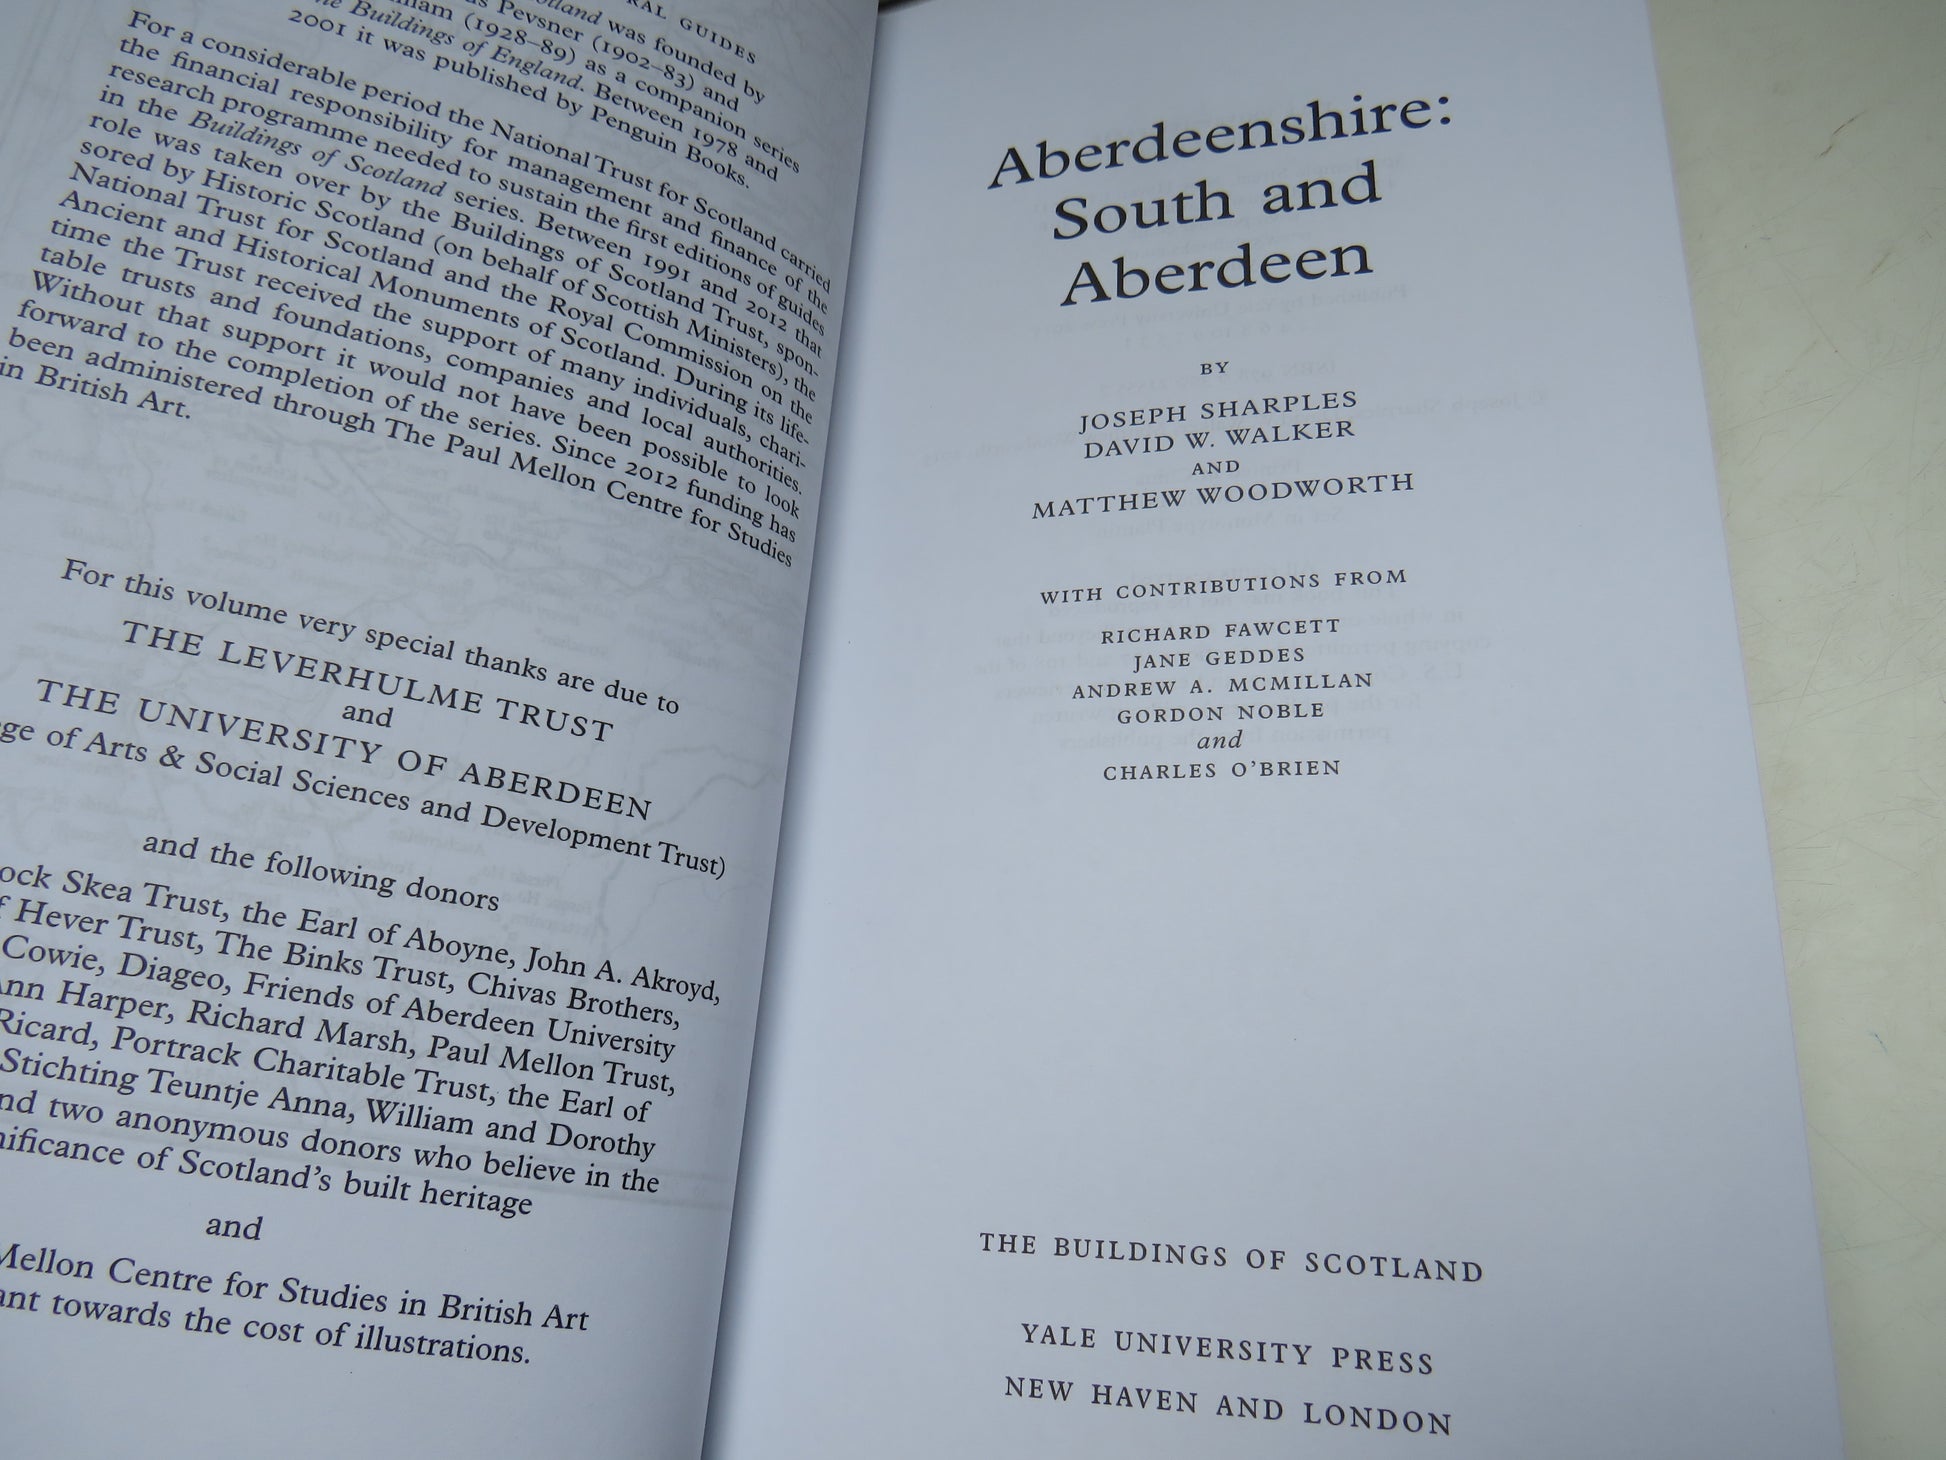 RAL GUIDES
otland was founded by
s Pevsner (1902–83) and
ham (1928–89) as a companion series
he Buildings of England. Between 1978 and
2001 it was published by Penguin Books.
For a considerable period the National Trust for Scotland carried
the financial responsibility for management and finance of the
research programme needed to sustain the first editions of guides
in the Buildings of Scotland series. Between 1991 and 2012 that
role was taken over by the Buildings of Scotland Trust, spon-
sored by Historic Scotland (on behalf of Scottish Ministers), the
National Trust for Scotland and the Royal Commission on the
Ancient and Historical Monuments of Scotland. During its life-
time the Trust received the support of many individuals, chari-
table trusts and foundations, companies and local authorities.
Without that support it would not have been possible to look
forward to the completion of the series. Since 2012 funding has
been administered through The Paul Mellon Centre for Studies
in British Art.
For this volume very special thanks are due to
THE LEVERHULME TRUST
and
THE UNIVERSITY OF ABERDEEN
ge of Arts & Social Sciences and Development Trust)
and the following donors
ock Skea Trust, the Earl of Aboyne, John A. Akroyd,
f Hever Trust, The Binks Trust, Chivas Brothers,
Cowie, Diageo, Friends of Aberdeen University
Ann Harper, Richard Marsh, Paul Mellon Trust,
Ricard, Portrack Charitable Trust, the Earl of
Stichting Teuntje Anna, William and Dorothy
nd two anonymous donors who believe in the
nificance of Scotland's built heritage
and
Mellon Centre for Studies in British Art
ant towards the cost of illustrations.
Aberdeenshire:
South and
Aberdeen
BY
JOSEPH SHARPLES
DAVID W. WALKER
AND
MATTHEW WOODWORTH
WITH CONTRIBUTIONS FROM
RICHARD FAWCETT
JANE GEDDES
ANDREW A. MCMILLAN
GORDON NOBLE
and
CHARLES O'BRIEN
THE BUILDINGS OF SCOTLAND
YALE UNIVERSITY PRESS
NEW HAVEN AND LONDON